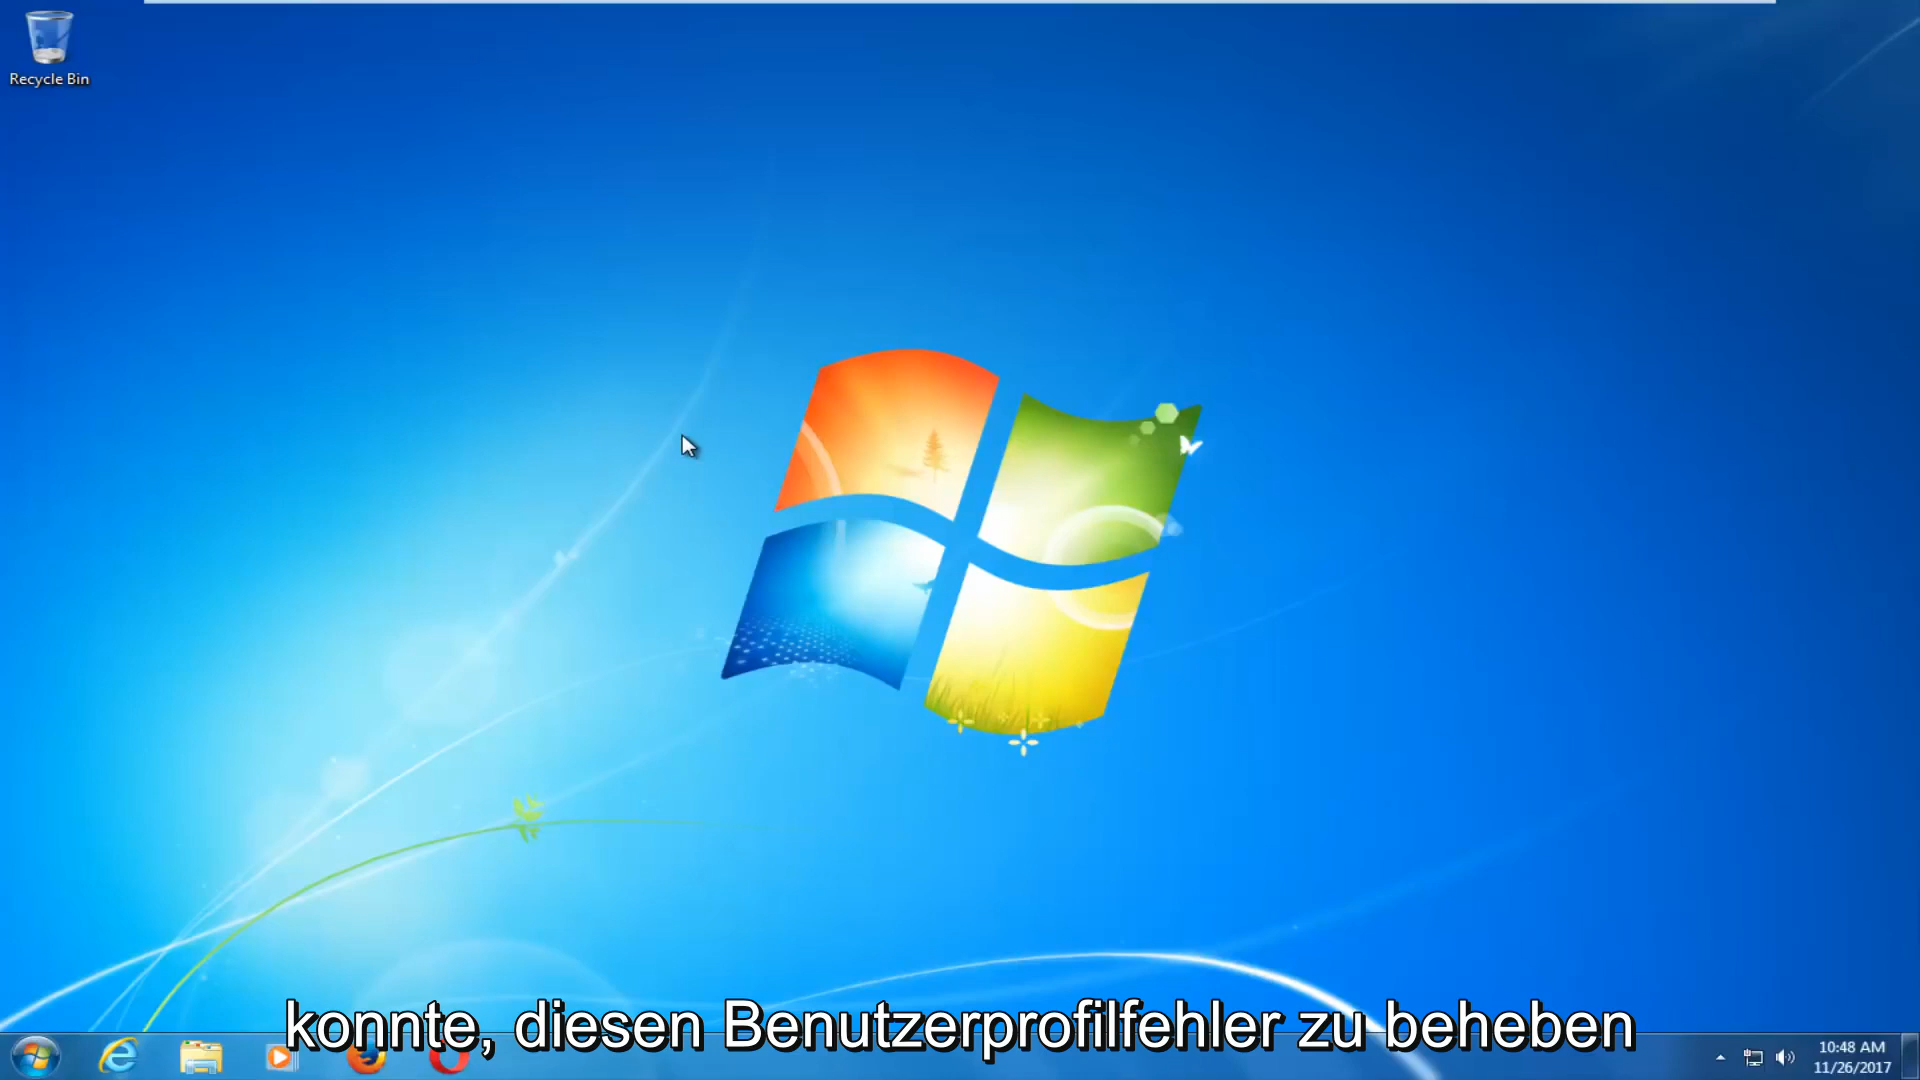 Recycle Bin
konnte, diesen Benutzerprofilfehler zu beheben
10:48 AM
11/26/2017